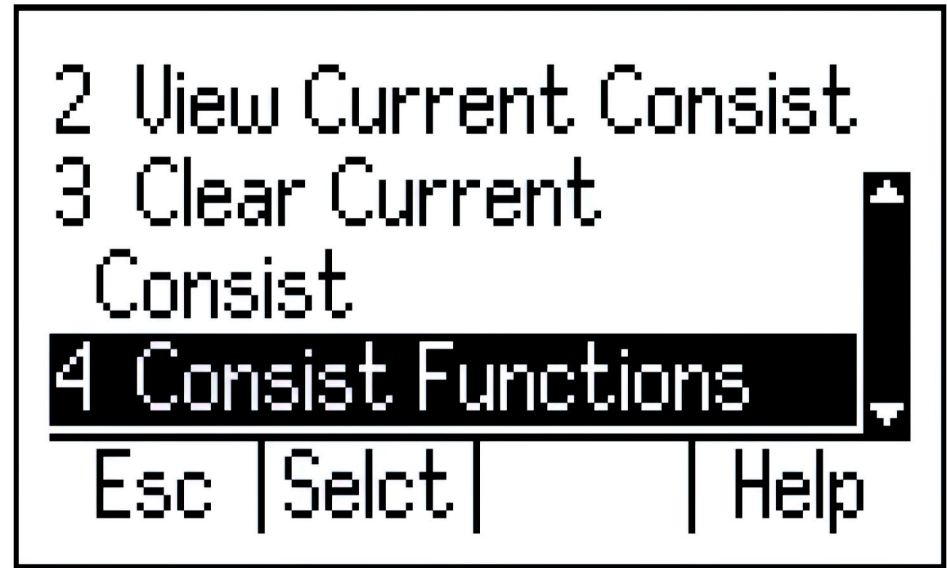 2 View Current Consist
3 Clear Current
Consist
4 Consist Functions
Esc Selct Help